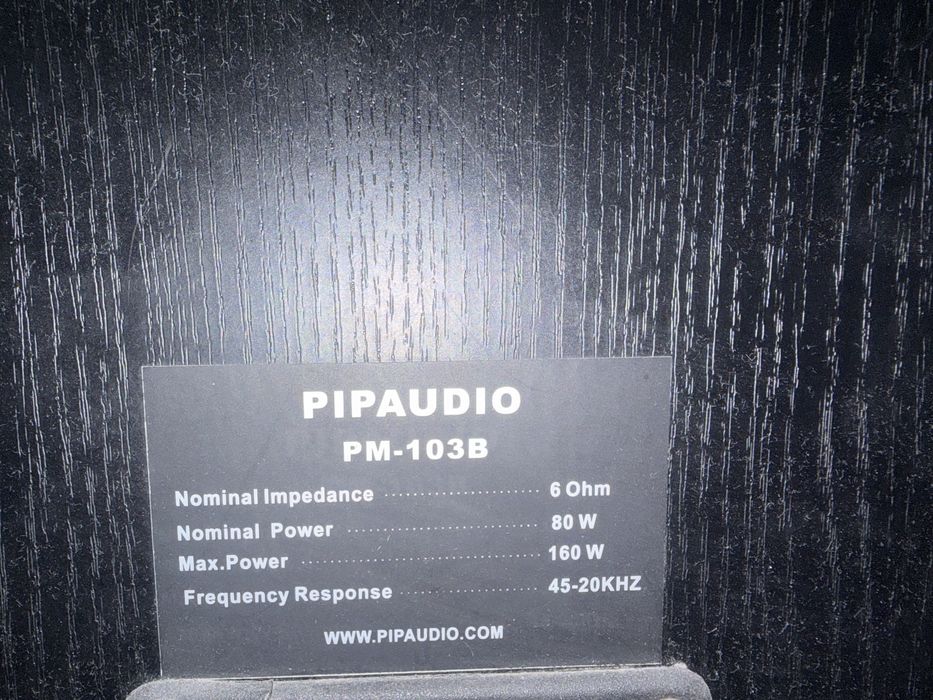 PIPAUDIO
PM-103B
Nominal Impedance ........................ 6 Ohm
Nominal Power ............................. 80 W
Max.Power ................................... 160 W
Frequency Response .................... 45-20KHZ
WWW.PIPAUDIO.COM